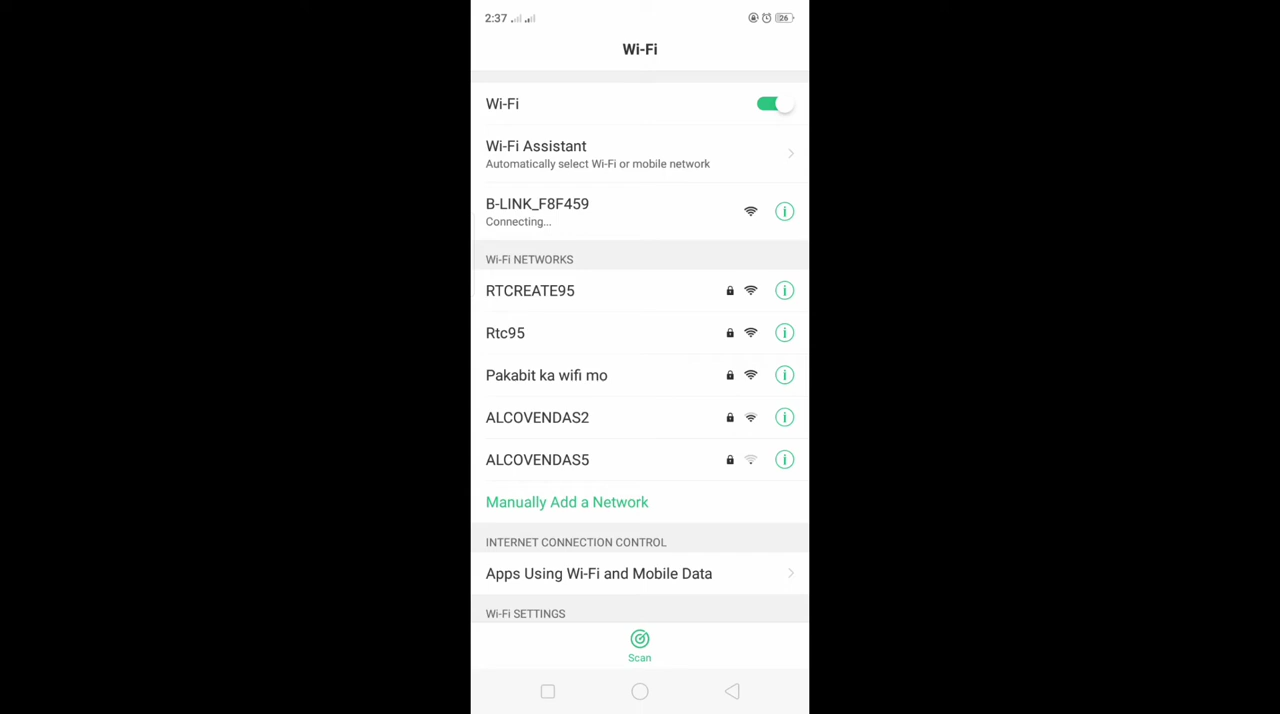 2:37
26
Wi-Fi
Wi-Fi
Wi-Fi Assistant
Automatically select Wi-Fi or mobile network
B-LINK_F8F459
Connecting...
Wi-Fi NETWORKS
RTCREATE95
Rtc95
Pakabit ka wifi mo
ALCOVENDAS2
ALCOVENDAS5
Manually Add a Network
INTERNET CONNECTION CONTROL
Apps Using Wi-Fi and Mobile Data
Wi-Fi SETTINGS
Scan